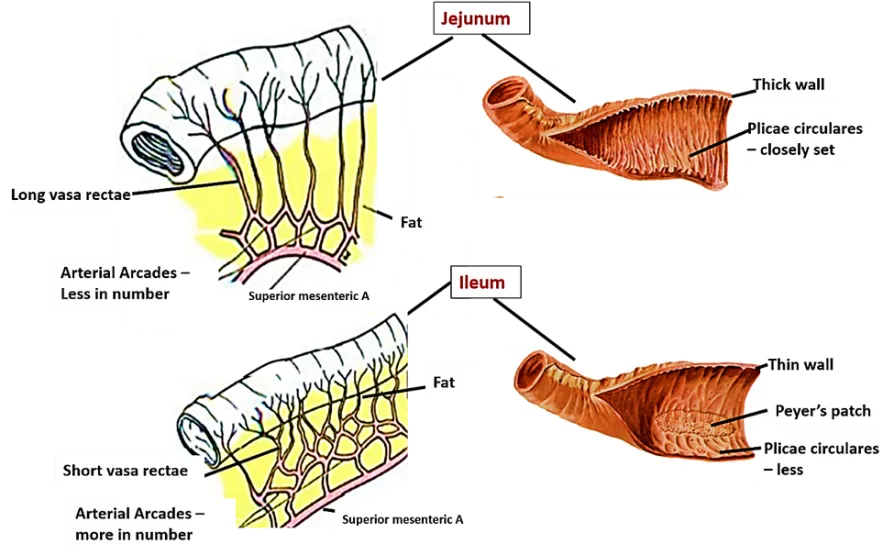 Jejunum
Thick wall
Plicae circulares
– closely set
Long vasa rectae
Fat
Arterial Arcades –
Less in number
Superior mesenteric A
Ileum
Thin wall
Fat
Peyer's patch
Plicae circulares
– less
Short vasa rectae
Arterial Arcades –
more in number
Superior mesenteric A